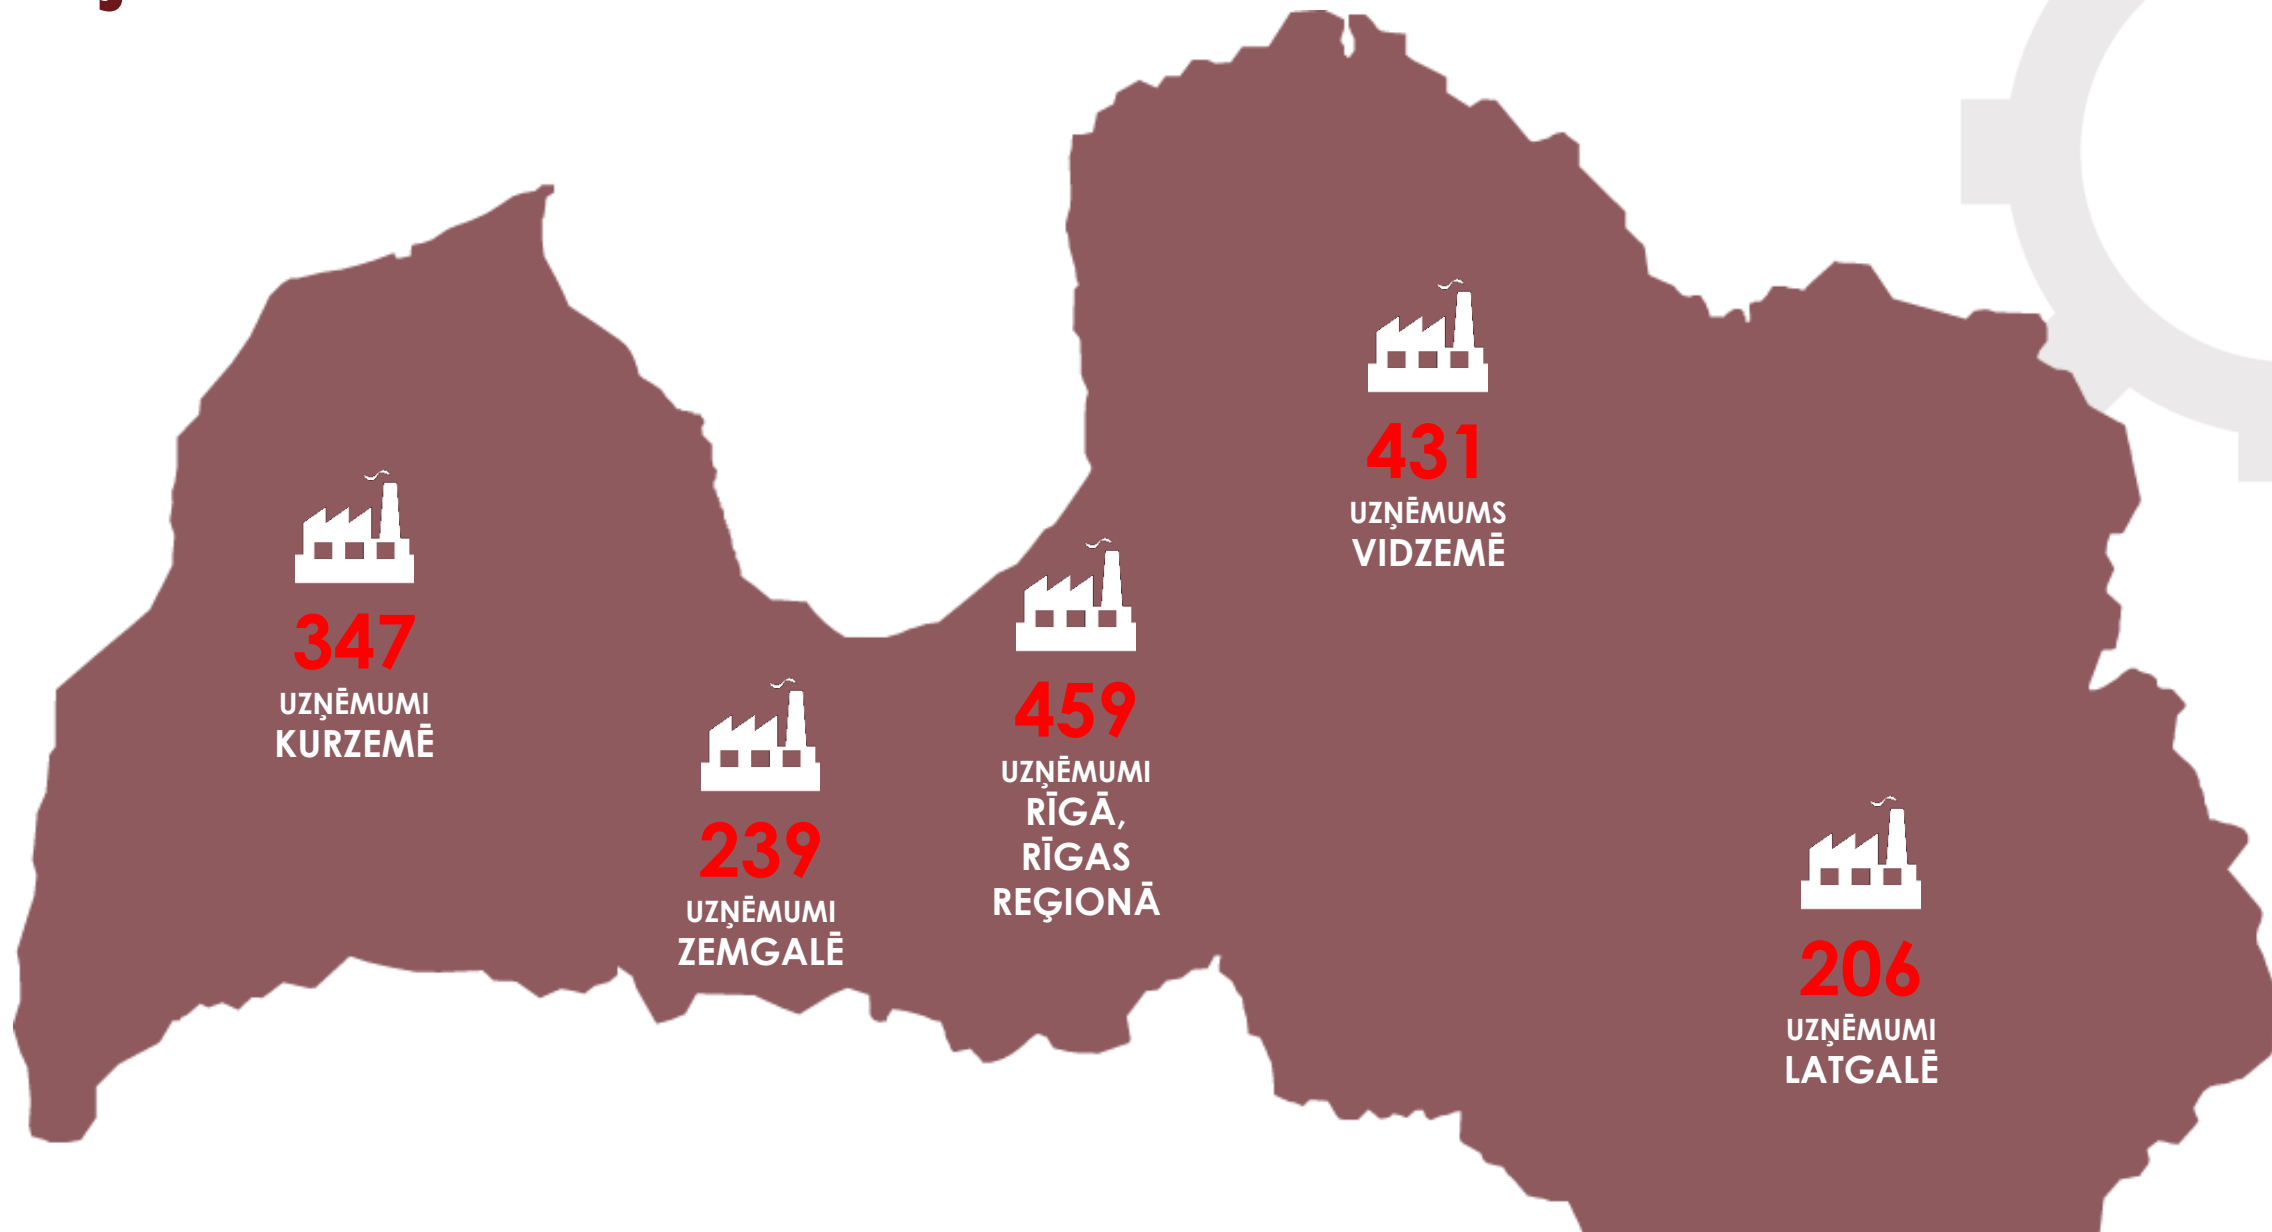 431
UZŅĒMUMS
VIDZEMĒ
347
UZŅĒMUMI
KURZEMĒ
459
UZŅĒMUMI
RĪGĀ,
RĪGAS
REĢIONĀ
239
UZŅĒMUMI
ZEMGALĒ
206
UZŅĒMUMI
LATGALĒ